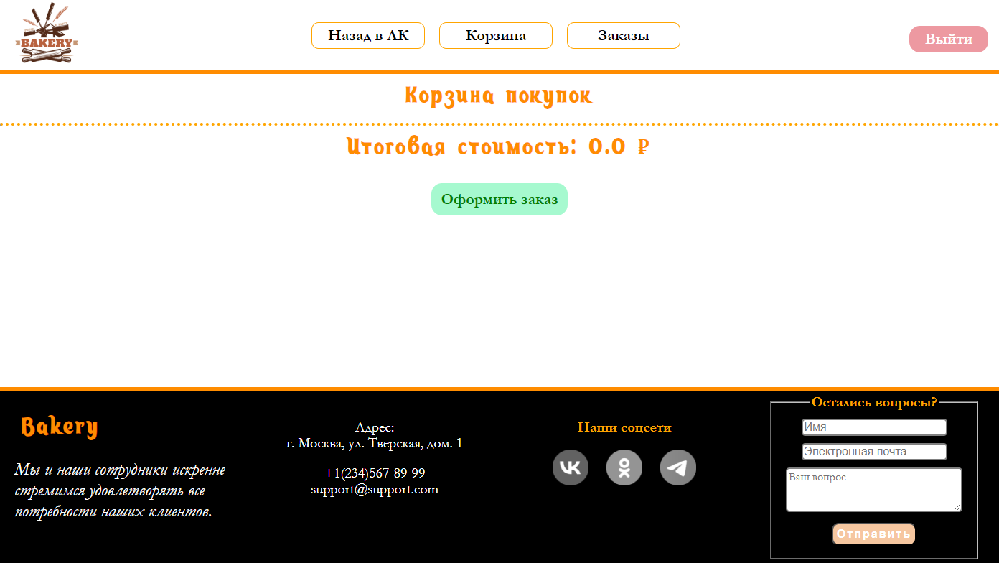 BAKERY
Назад в ЛК
Корзина
Заказы
Выйти
Корзина покупок
Итоговая стоимость: 0.0 ₽
Оформить заказ
Bakery
Мы и наши сотрудники искренне
стремимся удовлетворять все
потребности наших клиентов.
Адрес:
г. Москва, ул. Тверская, дом. 1
+1(234)567-89-99
support@support.com
Наши соцсети
Остались вопросы?
Имя
Электронная почта
Ваш вопрос
Отправить